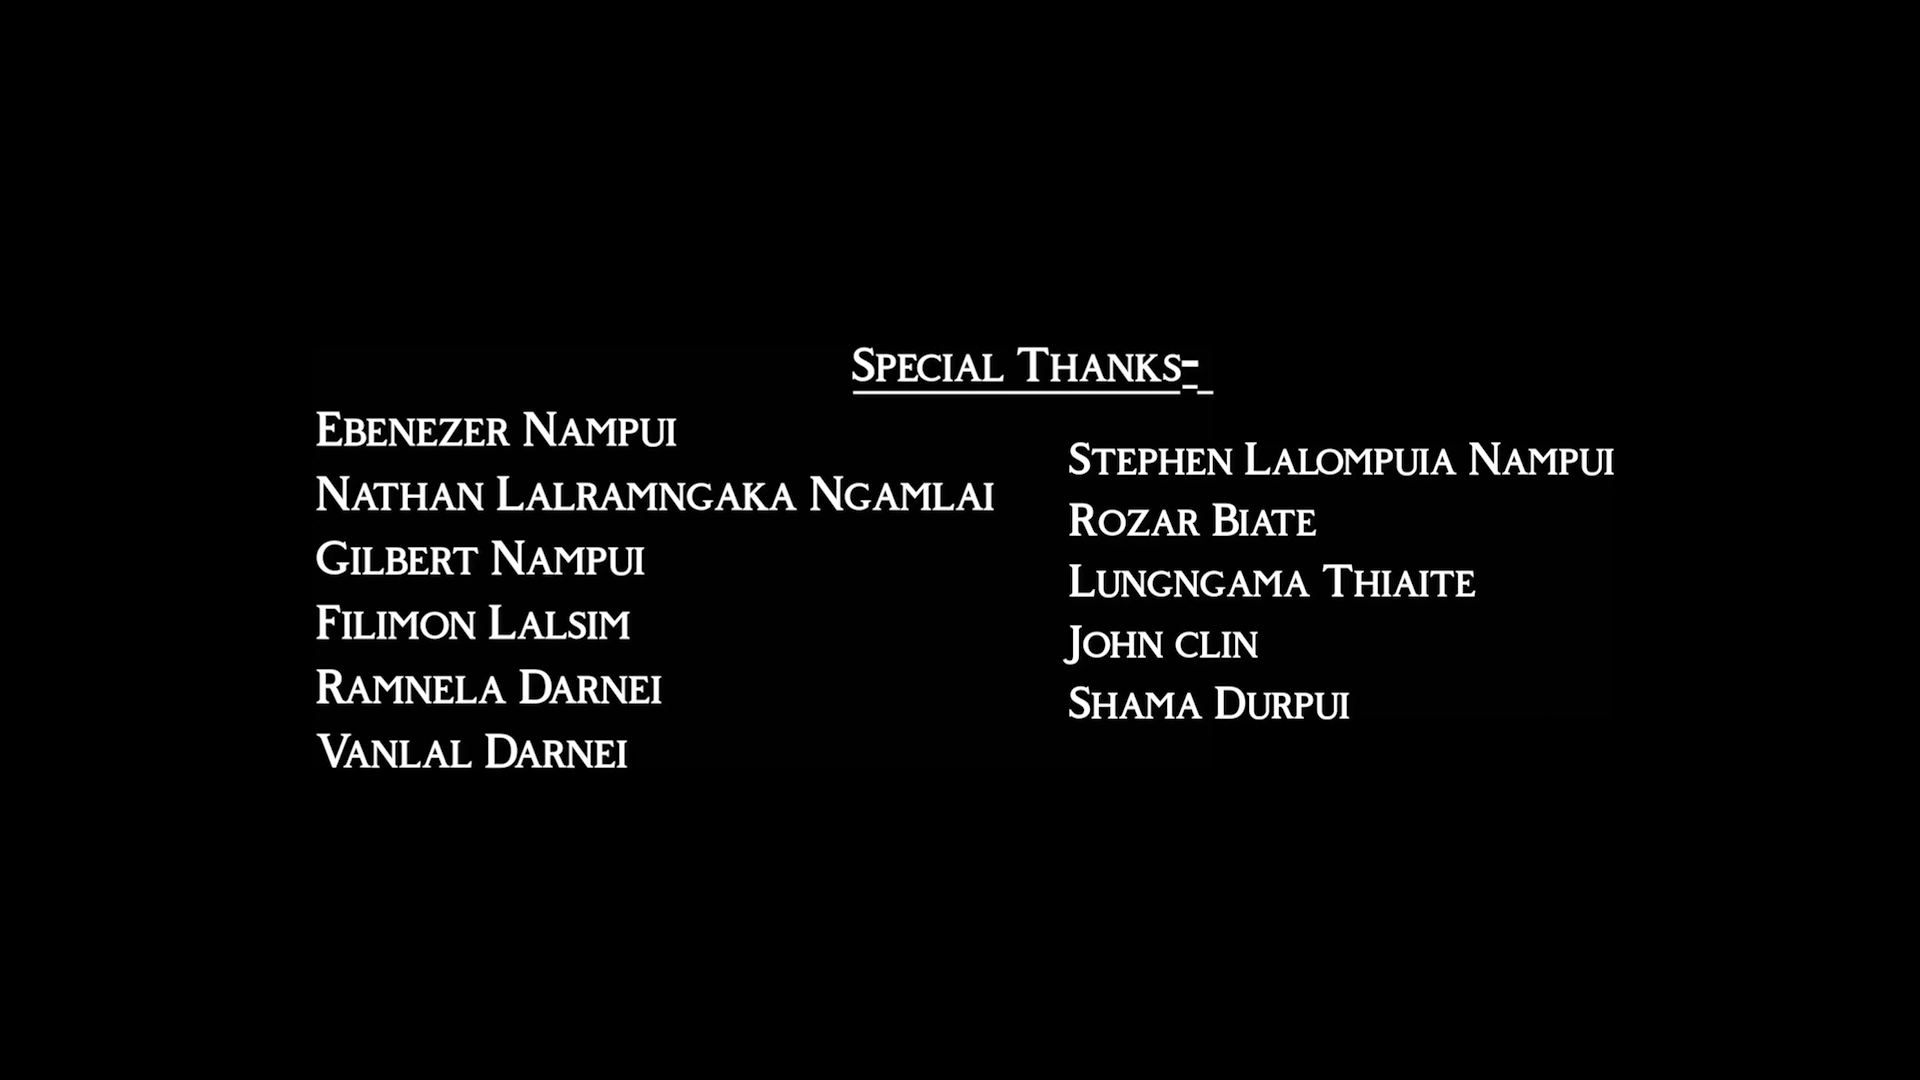 Special Thanks-
Ebenezer Nampui
Nathan Lalramngaka Ngamlai
Gilbert Nampui
Filimon Lalsim
Ramnela Darnei
Vanlal Darnei
Stephen Lalompuia Nampui
Rozar Biate
Lungngama Thiaite
John clin
Shama Durpui